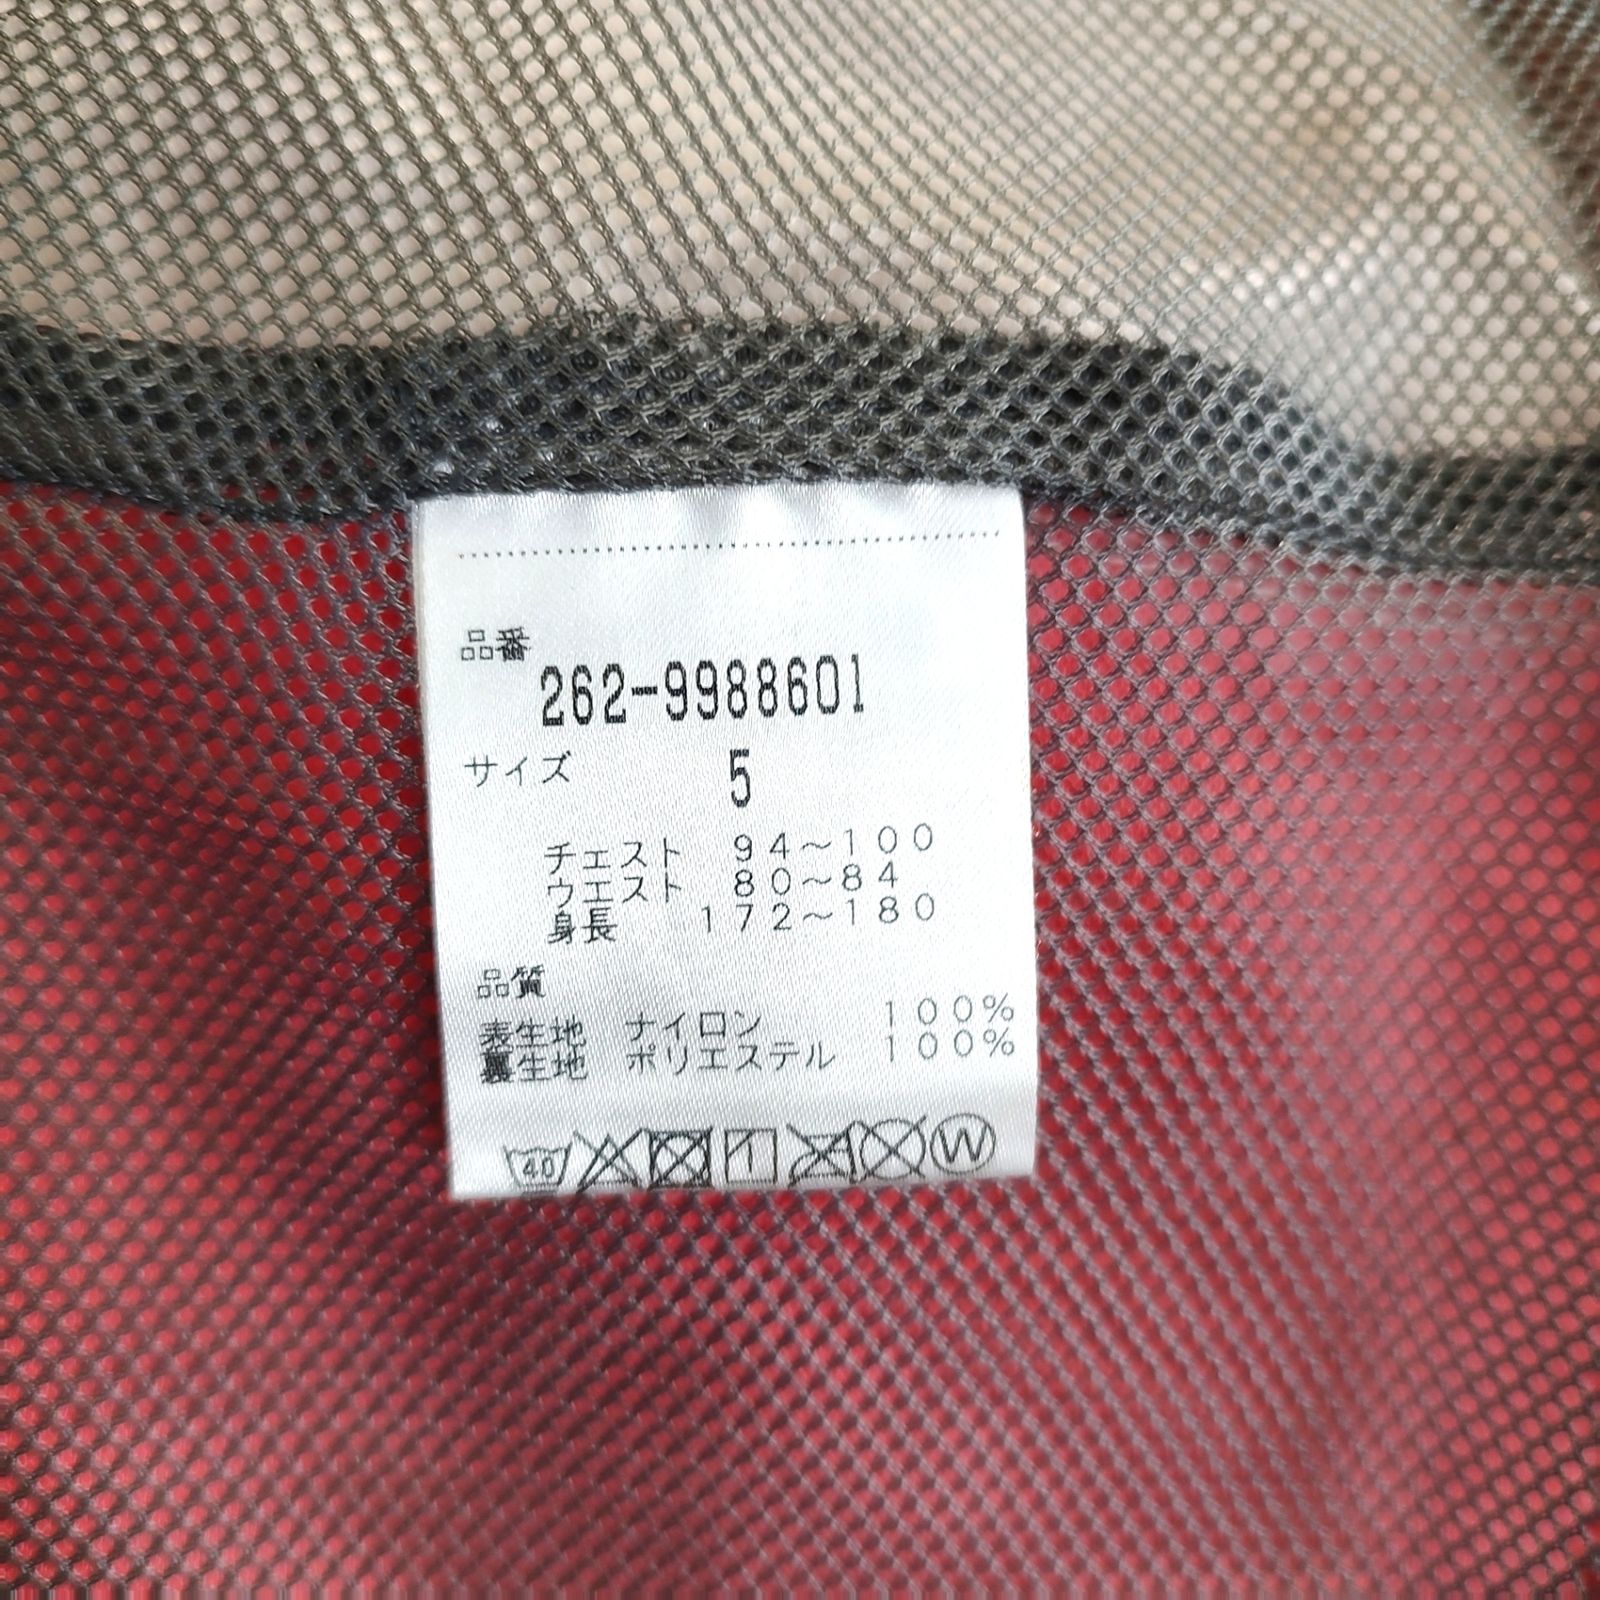 品番
262-9988601
サイズ 5
チェスト 94～100
ウエスト 80～84
身長 172～180
品質
表生地 ナイロン 100%
裏生地 ポリエステル 100%
40 1 W